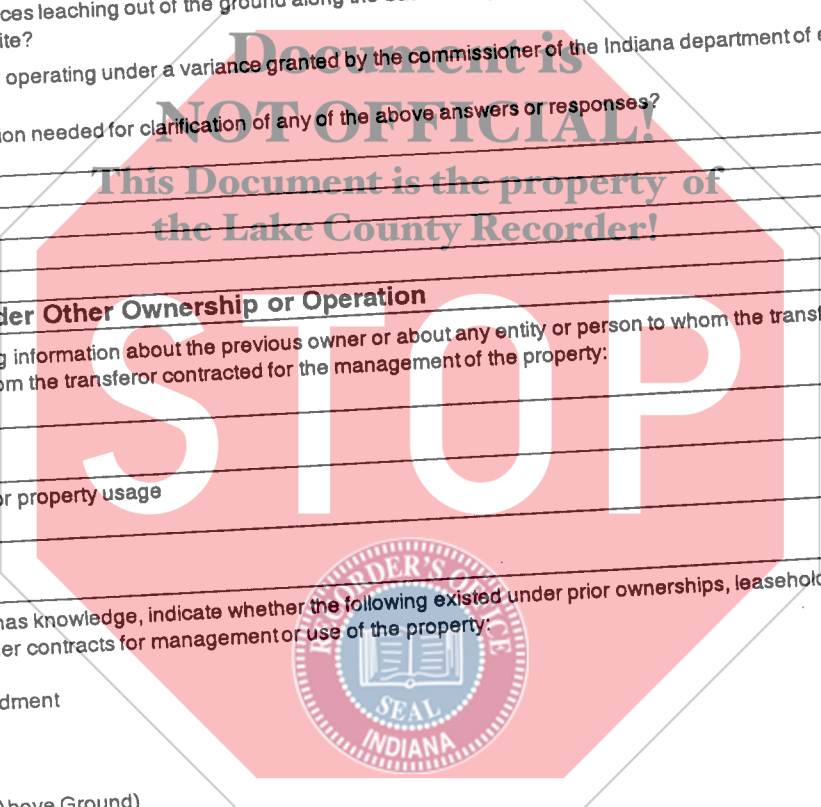 ces leaching out of the ground along the
ite?
operating under a variance granted by the commissioner of the Indiana department of e
Document is
NOT OFFICIAL!
This Document is the property of
the Lake County Recorder!
ion needed for clarification of any of the above answers or responses?
der Other Ownership or Operation
g information about the previous owner or about any entity or person to whom the transf
om the transferor contracted for the management of the property:
STOP
or property usage
has knowledge, indicate whether the following existed under prior ownerships, leasehold
er contracts for management or use of the property:
RECORDER'S OFFICE
SEAL
INDIANA
dment
Above Ground)